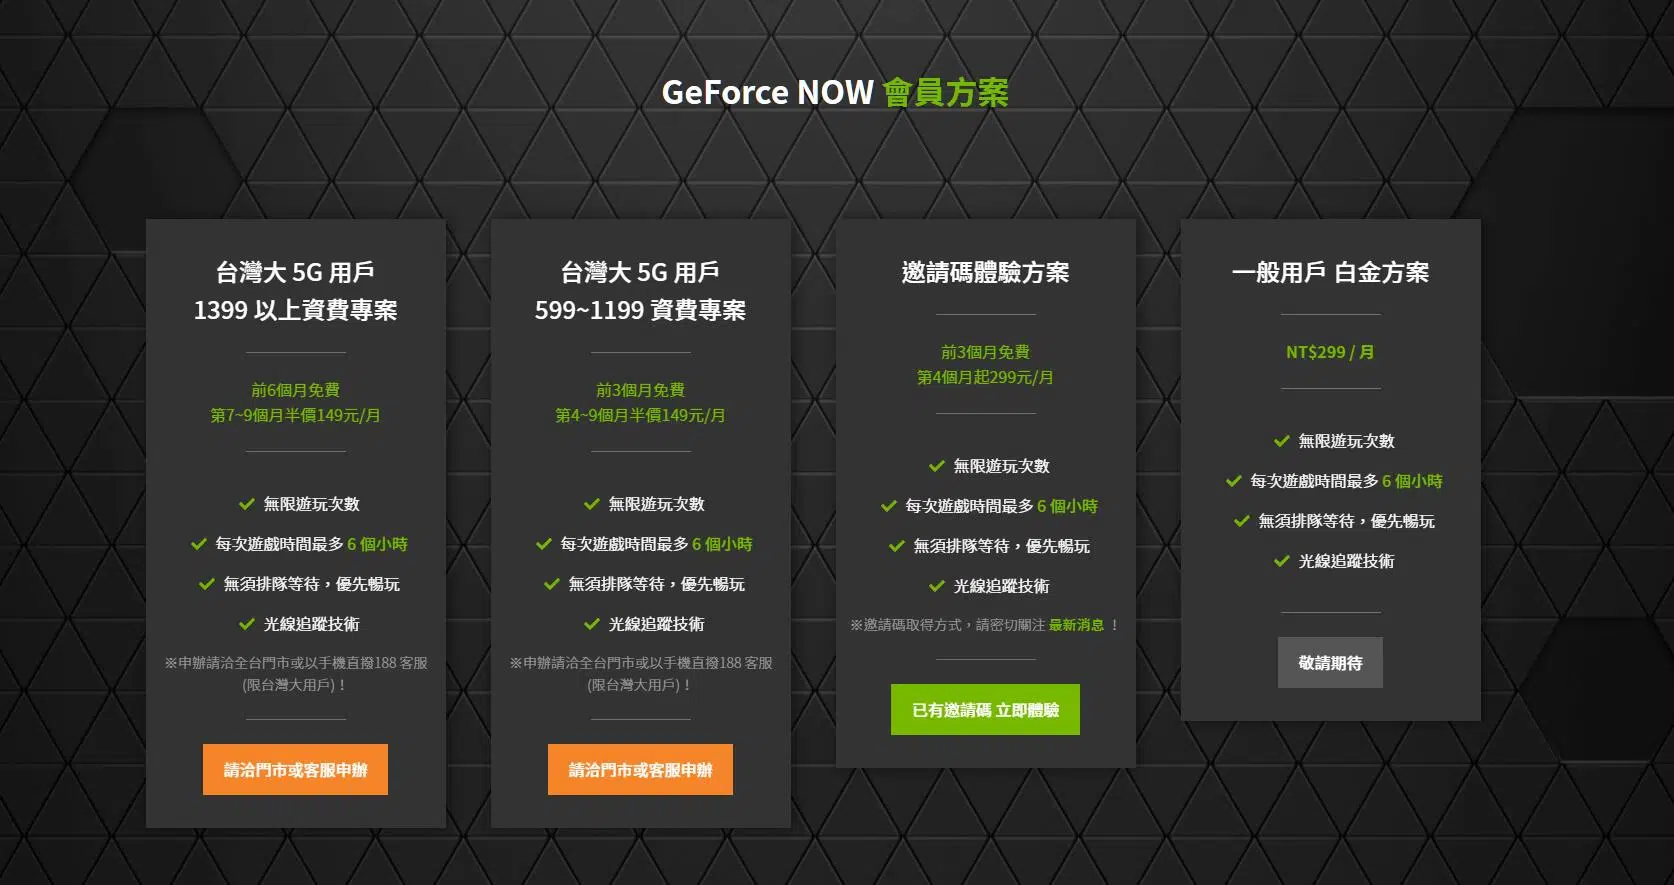 GeForce NOW 會員方案
台灣大 5G 用戶
1399 以上資費專案
前6個月免費
第7~9個月半價149元/月
無限遊玩次數
每次遊戲時間最多 6 個小時
無須排隊等待，優先暢玩
光線追蹤技術
※申辦請洽全台門市或以手機直撥188 客服
(限台灣大用戶)！
請洽門市或客服申辦
台灣大 5G 用戶
599~1199 資費專案
前3個月免費
第4~9個月半價149元/月
無限遊玩次數
每次遊戲時間最多 6 個小時
無須排隊等待，優先暢玩
光線追蹤技術
※申辦請洽全台門市或以手機直撥188 客服
(限台灣大用戶)！
請洽門市或客服申辦
邀請碼體驗方案
前3個月免費
第4個月起299元/月
無限遊玩次數
每次遊戲時間最多 6 個小時
無須排隊等待，優先暢玩
光線追蹤技術
※邀請碼取得方式，請密切關注 最新消息 ！
已有邀請碼 立即體驗
一般用戶 白金方案
NT$299 / 月
無限遊玩次數
每次遊戲時間最多 6 個小時
無須排隊等待，優先暢玩
光線追蹤技術
敬請期待